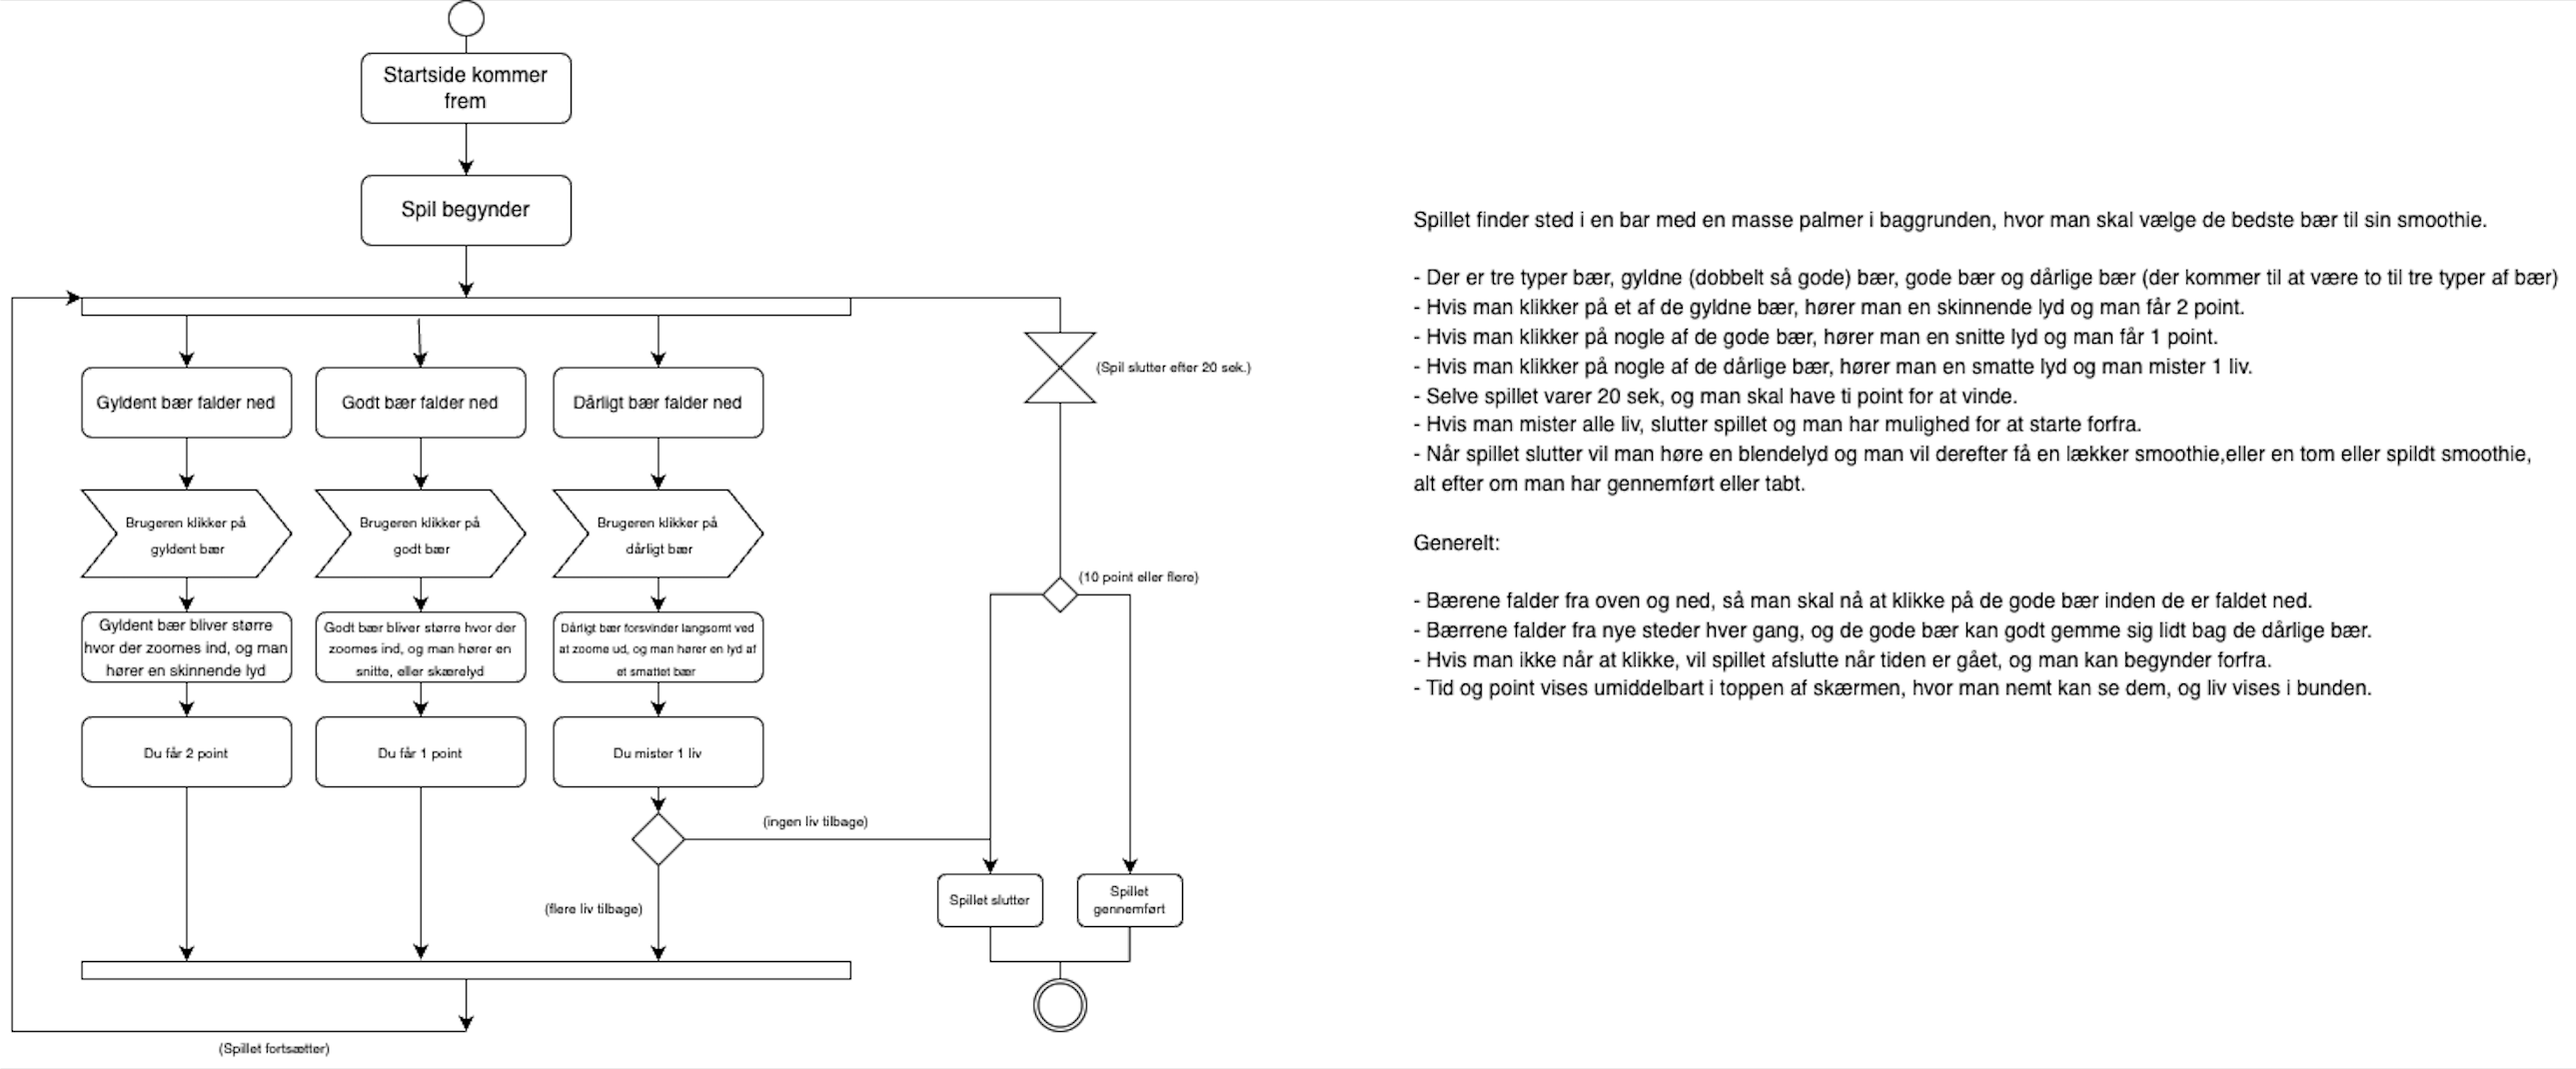 Startside kommer
frem
Spil begynder
(Spil slutter efter 20 sek.)
Gyldent bær falder ned
Godt bær falder ned
Dårligt bær falder ned
Brugeren klikker på
gyldent bær
Brugeren klikker på
godt bær
Brugeren klikker på
dårligt bær
(10 point eller flere)
Gyldent bær bliver større
hvor der zoomes ind, og man
hører en skinnende lyd
Godt bær bliver større hvor der
zoomes ind, og man hører en
snitte, eller skærelyd
Dårligt bær forsvinder langsomt ved
at zoome ud, og man hører en lyd af
et smattet bær
Du får 2 point
Du får 1 point
Du mister 1 liv
(ingen liv tilbage)
(flere liv tilbage)
Spillet slutter
Spillet
gennemført
(Spillet fortsætter)
Spillet finder sted i en bar med en masse palmer i baggrunden, hvor man skal vælge de bedste bær til sin smoothie.
- Der er tre typer bær, gyldne (dobbelt så gode) bær, gode bær og dårlige bær (der kommer til at være to til tre typer af bær)
- Hvis man klikker på et af de gyldne bær, hører man en skinnende lyd og man får 2 point.
- Hvis man klikker på nogle af de gode bær, hører man en snitte lyd og man får 1 point.
- Hvis man klikker på nogle af de dårlige bær, hører man en smatte lyd og man mister 1 liv.
- Selve spillet varer 20 sek, og man skal have ti point for at vinde.
- Hvis man mister alle liv, slutter spillet og man har mulighed for at starte forfra.
- Når spillet slutter vil man høre en blendelyd og man vil derefter få en lækker smoothie,eller en tom eller spildt smoothie,
alt efter om man har gennemført eller tabt.
Generelt:
- Bærene falder fra oven og ned, så man skal nå at klikke på de gode bær inden de er faldet ned.
- Bærrene falder fra nye steder hver gang, og de gode bær kan godt gemme sig lidt bag de dårlige bær.
- Hvis man ikke når at klikke, vil spillet afslutte når tiden er gået, og man kan begynder forfra.
- Tid og point vises umiddelbart i toppen af skærmen, hvor man nemt kan se dem, og liv vises i bunden.